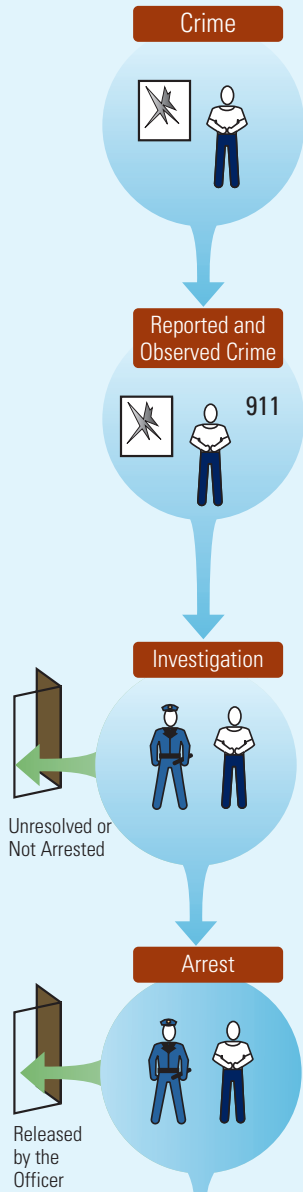 Crime
Reported and
Observed Crime
911
Investigation
Unresolved or
Not Arrested
Arrest
Released
by the
Officer